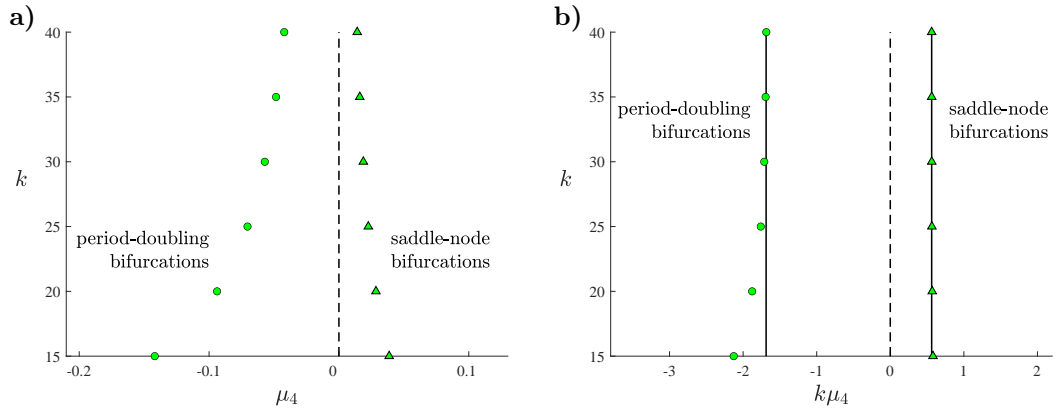 a)
40
35
30
25
20
15
k
period-doubling
bifurcations
saddle-node
bifurcations
-0.2
-0.1
0
0.1
μ₄
b)
40
35
30
25
20
15
k
period-doubling
bifurcations
saddle-node
bifurcations
-3
-2
-1
0
1
2
kμ₄